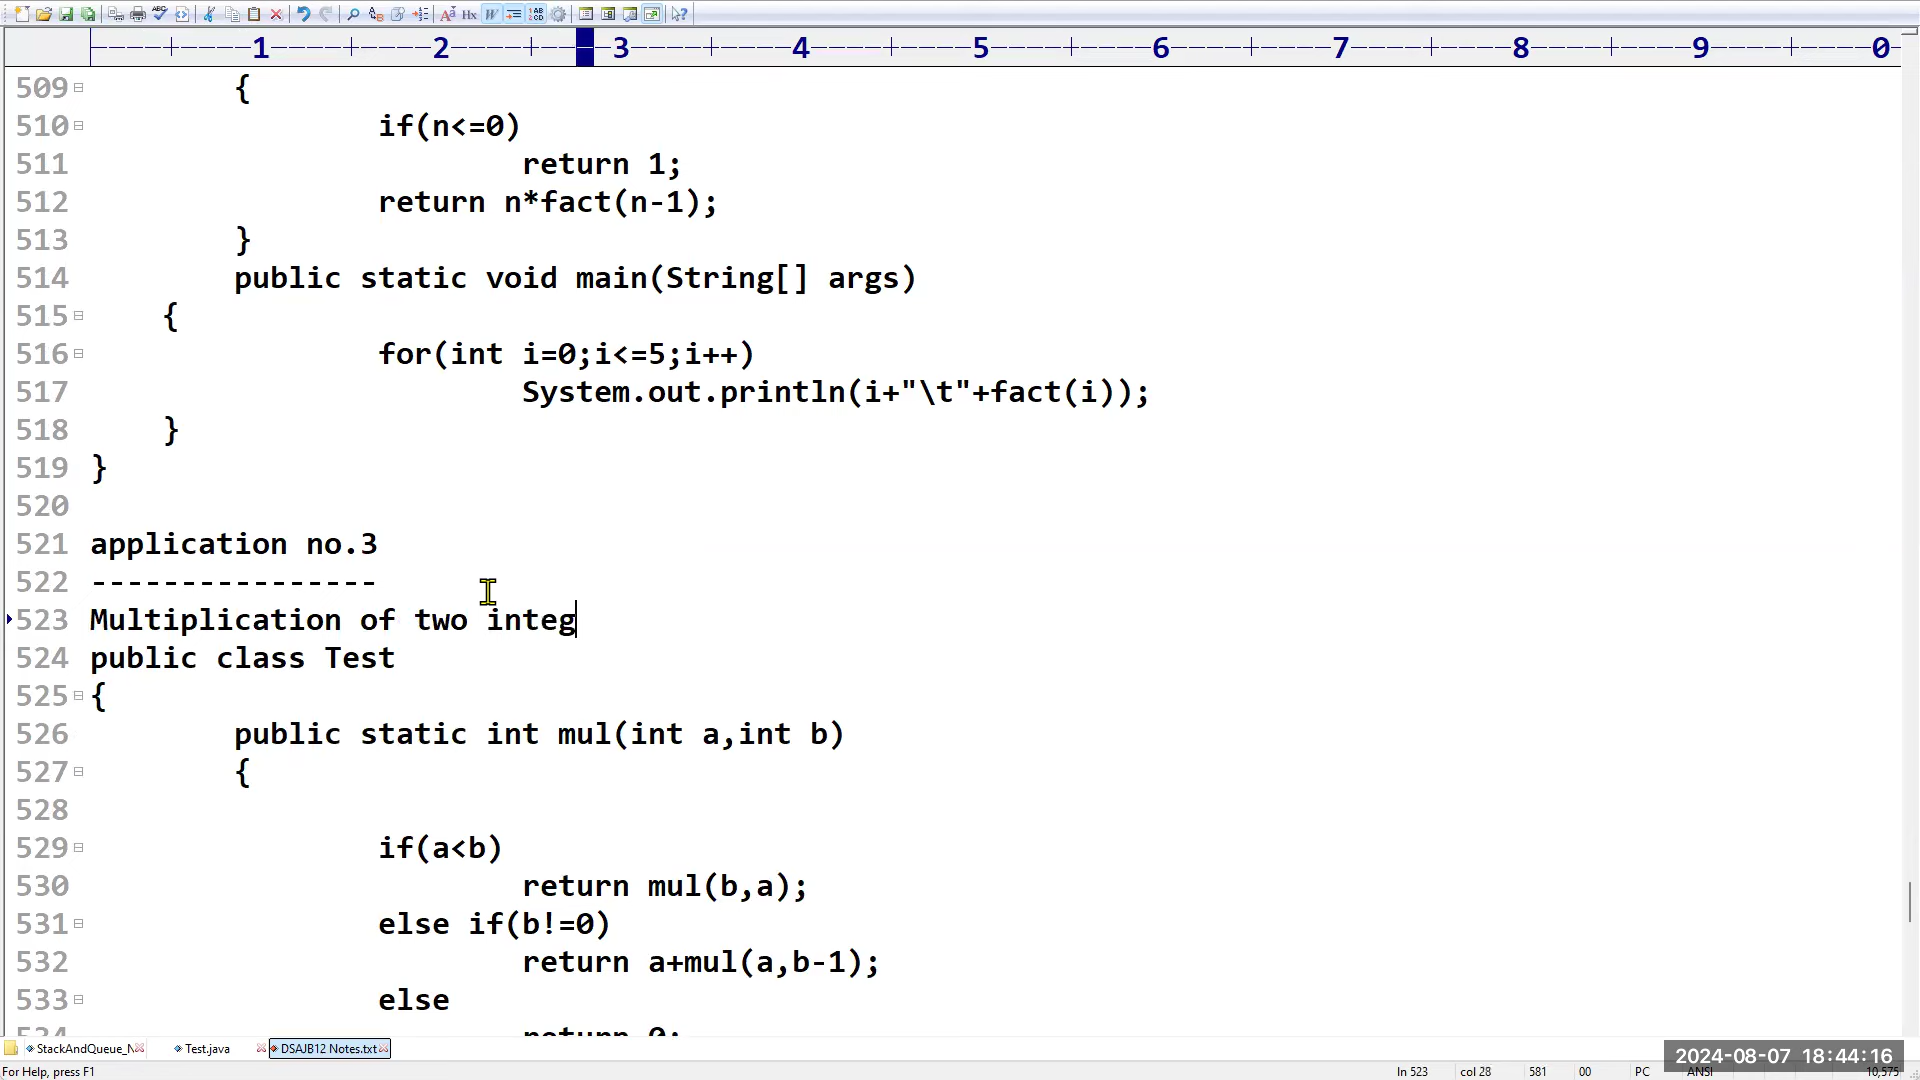 ----+----1----+----2----+----3----+----4----+----5----+----6----+----7----+----8----+----9----+----0-
509 {
510 if(n<=0)
511 return 1;
512 return n*fact(n-1);
513 }
514 public static void main(String[] args)
515 {
516 for(int i=0;i<=5;i++)
517 System.out.println(i+"\t"+fact(i));
518 }
519 }
520
521 application no.3
522 ----------------
523 Multiplication of two integ
524 public class Test
525 {
526 public static int mul(int a,int b)
527 {
528
529 if(a<b)
530 return mul(b,a);
531 else if(b!=0)
532 return a+mul(a,b-1);
533 else
534 return 0;
StackAndQueue_N Test.java DSAJB12 Notes.txt
2024-08-07 18:44:16
For Help, press F1 ln 523 col 28 581 00 PC ANSI 10,575